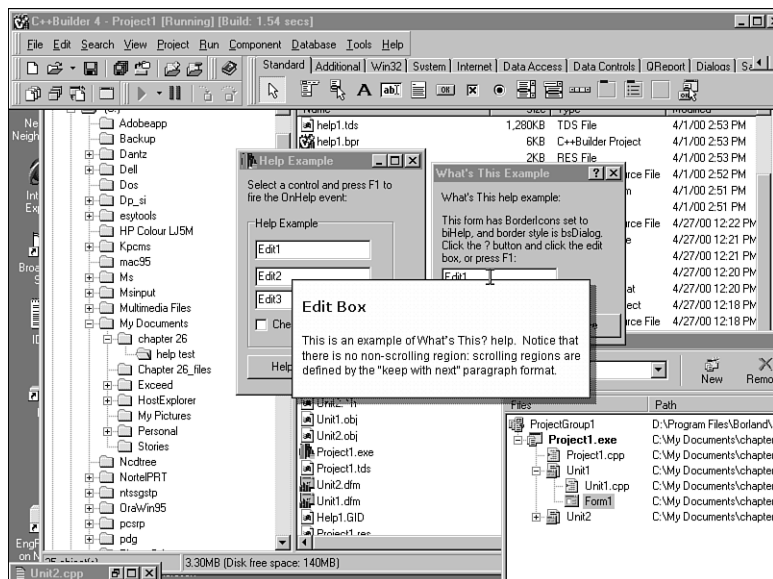 C++Builder 4 - Project1 [Running] [Build: 1.54 secs]
File Edit Search View Project Run Component Database Tools Help
Standard Additional Win32 System Internet Data Access Data Controls QReport Dialogs
help1.tds 1,280KB TDS File 4/1/00 2:53 PM
help1.bpr 6KB C++Builder Project 4/1/00 2:53 PM
2KB RES File 4/1/00 2:53 PM
File 4/1/00 2:52 PM
4/1/00 2:51 PM
4/1/00 2:51 PM
File 4/27/00 12:22 PM
4/27/00 12:21 PM
4/27/00 12:21 PM
4/27/00 12:20 PM
4/27/00 12:20 PM
4/27/00 12:18 PM
File 4/27/00 12:18 PM
Adobeapp
Backup
Dantz
Dell
Dos
Dp_si
esytools
HP Colour LJ5M
Kpcms
mac95
Ms
Msinput
Multimedia Files
My Documents
chapter 26
help test
Chapter 26_files
Exceed
HostExplorer
My Pictures
Personal
Stories
Ncdtree
NortelPRT
ntssgstp
OraWin95
pcsrp
pdg
Help Example
Select a control and press F1 to
fire the OnHelp event:
Help Example
Edit1
Edit2
Edit3
Help
What's This Example
What's This help example:
This form has BorderIcons set to
biHelp, and border style is bsDialog.
Click the ? button and click the edit
box, or press F1:
Edit1
Edit Box
This is an example of What's This? help. Notice that
there is no non-scrolling region: scrolling regions are
defined by the "keep with next" paragraph format.
Unit1.obj
Unit2.obj
Project1.exe
Project1.tds
Unit2.dfm
Unit1.dfm
Help1.GID
Project1.res
New
Files Path
ProjectGroup1 D:\Program Files\Borland\
Project1.exe C:\My Documents\chapter
Project1.cpp C:\My Documents\chapter
Unit1 C:\My Documents\chapter
Unit1.cpp C:\My Documents\chapter
Form1 C:\My Documents\chapter
Unit2 C:\My Documents\chapter
3.30MB (Disk free space: 140MB)
Unit2.cpp